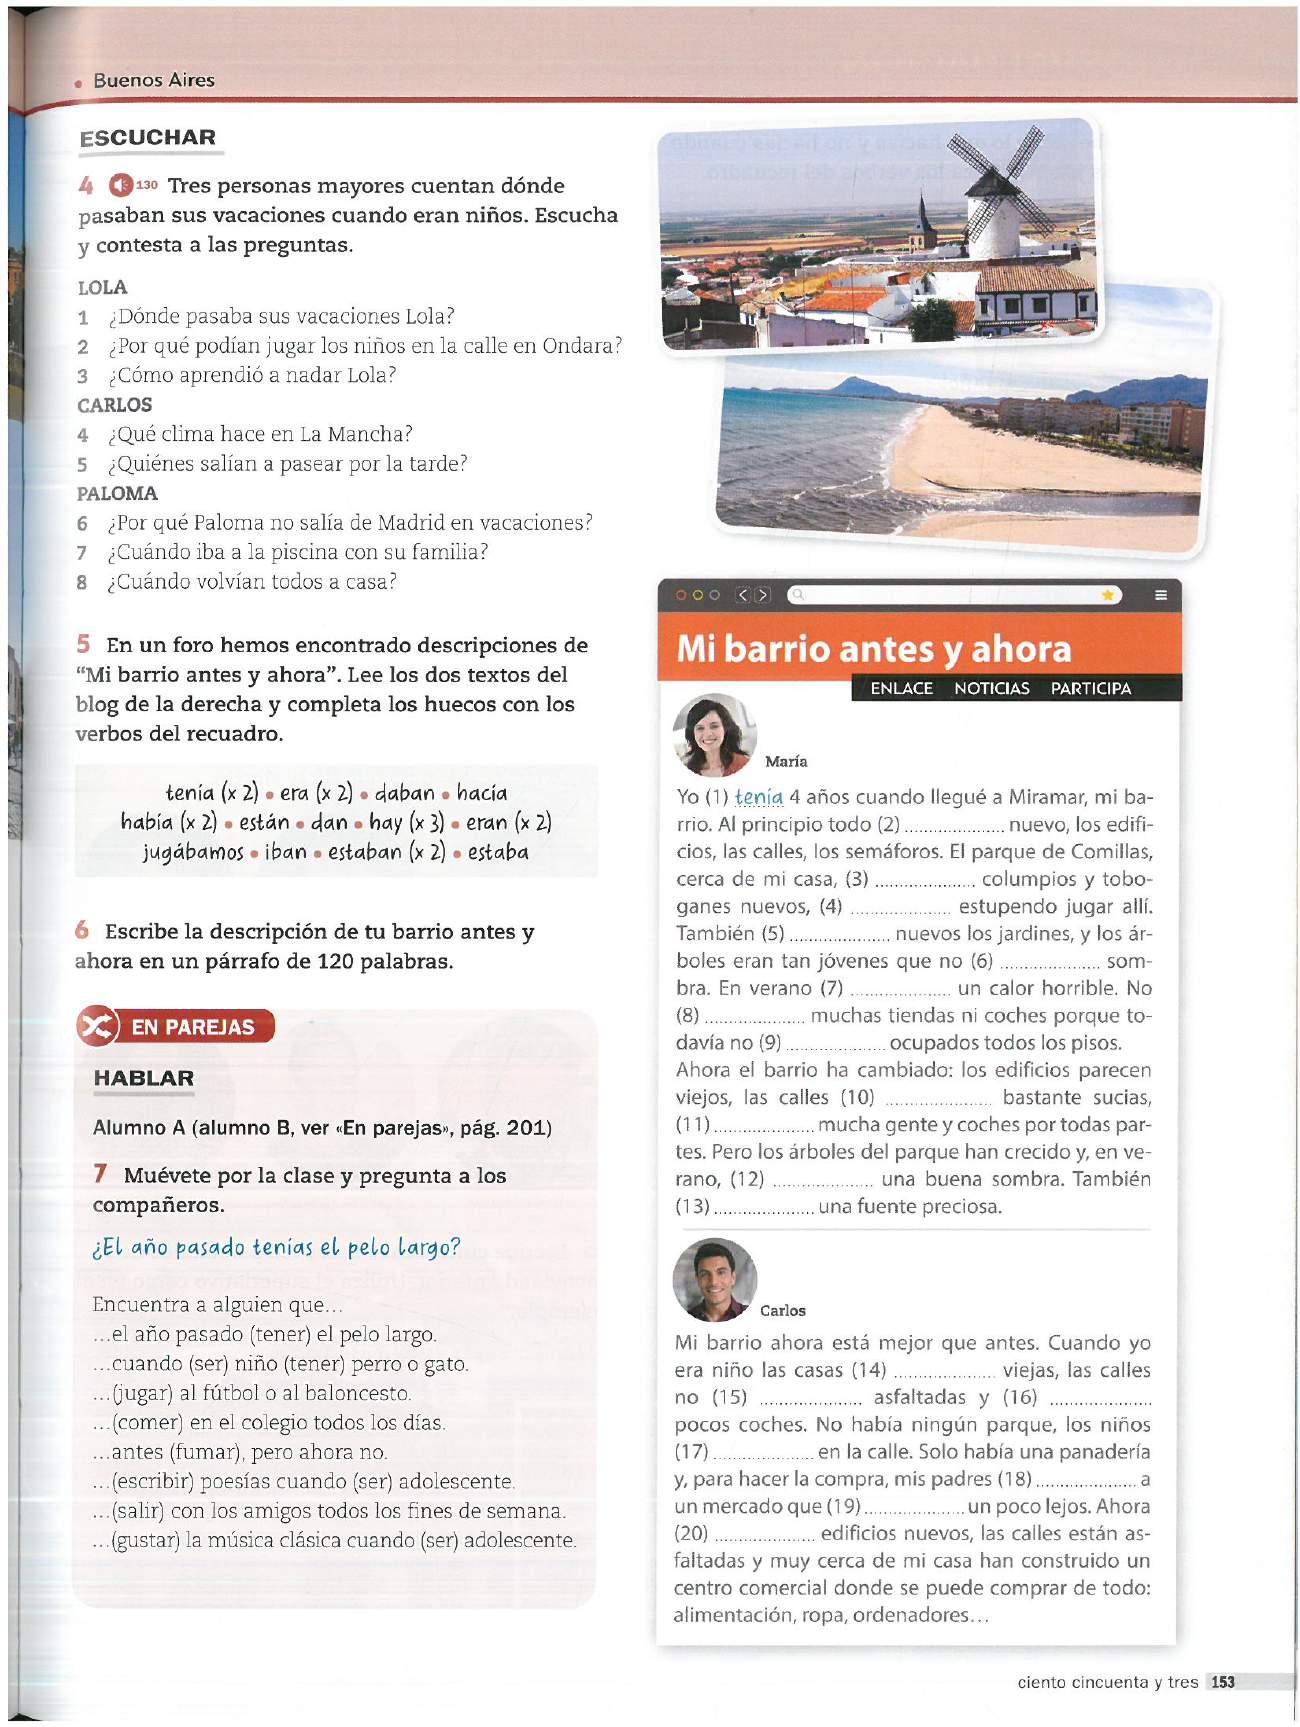 Buenos Aires
ESCUCHAR
4 130 Tres personas mayores cuentan dónde
pasaban sus vacaciones cuando eran niños. Escucha
y contesta a las preguntas.
LOLA
1 ¿Dónde pasaba sus vacaciones Lola?
2 ¿Por qué podían jugar los niños en la calle en Ondara?
3 ¿Cómo aprendió a nadar Lola?
CARLOS
4 ¿Qué clima hace en La Mancha?
5 ¿Quiénes salían a pasear por la tarde?
PALOMA
6 ¿Por qué Paloma no salía de Madrid en vacaciones?
7 ¿Cuándo iba a la piscina con su familia?
8 ¿Cuándo volvían todos a casa?
5 En un foro hemos encontrado descripciones de
“Mi barrio antes y ahora”. Lee los dos textos del
blog de la derecha y completa los huecos con los
verbos del recuadro.
tenía (x 2) • era (x 2) • daban • hacía
había (x 2) • están • dan • hay (x 3) • eran (x 2)
jugábamos • iban • estaban (x 2) • estaba
6 Escribe la descripción de tu barrio antes y
ahora en un párrafo de 120 palabras.
EN PAREJAS
HABLAR
Alumno A (alumno B, ver «En parejas», pág. 201)
7 Muévete por la clase y pregunta a los
compañeros.
¿El año pasado tenías el pelo largo?
Encuentra a alguien que...
...el año pasado (tener) el pelo largo.
...cuando (ser) niño (tener) perro o gato.
...(jugar) al fútbol o al baloncesto.
...(comer) en el colegio todos los días.
...antes (fumar), pero ahora no.
...(escribir) poesías cuando (ser) adolescente.
...(salir) con los amigos todos los fines de semana.
...(gustar) la música clásica cuando (ser) adolescente.
Mi barrio antes y ahora
ENLACE NOTICIAS PARTICIPA
María
Yo (1) tenía 4 años cuando llegué a Miramar, mi ba-
rrio. Al principio todo (2) .................... nuevo, los edifi-
cios, las calles, los semáforos. El parque de Comillas,
cerca de mi casa, (3) .................... columpios y tobo-
ganes nuevos, (4) .................... estupendo jugar allí.
También (5) .................... nuevos los jardines, y los ár-
boles eran tan jóvenes que no (6) .................... som-
bra. En verano (7) .................... un calor horrible. No
(8) .................... muchas tiendas ni coches porque to-
davía no (9) .................... ocupados todos los pisos.
Ahora el barrio ha cambiado: los edificios parecen
viejos, las calles (10) .................... bastante sucias,
(11) .................... mucha gente y coches por todas par-
tes. Pero los árboles del parque han crecido y, en ve-
rano, (12) .................... una buena sombra. También
(13) .................... una fuente preciosa.
Carlos
Mi barrio ahora está mejor que antes. Cuando yo
era niño las casas (14) .................... viejas, las calles
no (15) .................... asfaltadas y (16) ....................
pocos coches. No había ningún parque, los niños
(17) .................... en la calle. Solo había una panadería
y, para hacer la compra, mis padres (18) .................... a
un mercado que (19) .................... un poco lejos. Ahora
(20) .................... edificios nuevos, las calles están as-
faltadas y muy cerca de mi casa han construido un
centro comercial donde se puede comprar de todo:
alimentación, ropa, ordenadores...
ciento cincuenta y tres 153